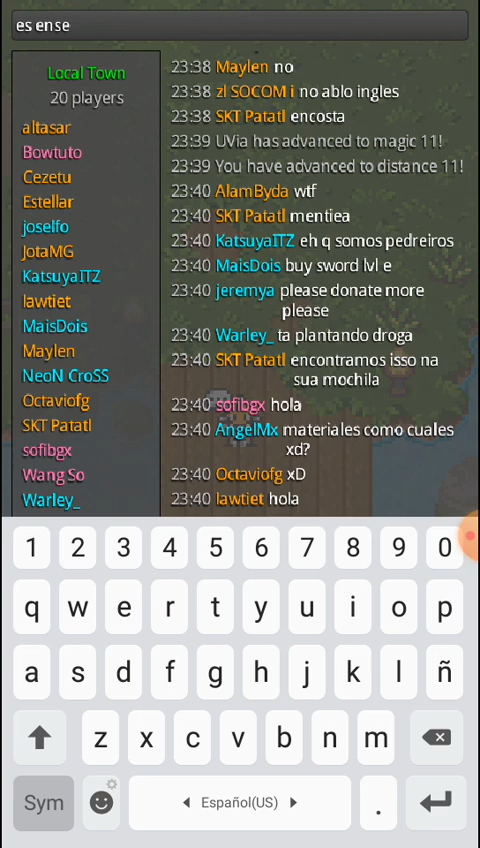 es ense
Local Town
20 players
altasar
Bowtuto
Cezetu
Estellar
joselfo
JotaMG
KatsuyaITZ
lawtiet
MaisDois
Maylen
NeoN CroSS
Octaviofg
SKT Patatl
sofibgx
Wang So
Warley_
23:38 Maylen no
23:38 zl SOCOM i no ablo ingles
23:38 SKT Patatl encosta
23:39 UVia has advanced to magic 11!
23:39 You have advanced to distance 11!
23:40 AlamByda wtf
23:40 SKT Patatl mentiea
23:40 KatsuyaITZ eh q somos pedreiros
23:40 MaisDois buy sword lvl e
23:40 jeremya please donate more
please
23:40 Warley_ ta plantando droga
23:40 SKT Patatl encontramos isso na
sua mochila
23:40 sofibgx hola
23:40 AngelMx materiales como cuales
xd?
23:40 Octaviofg xD
23:40 lawtiet hola
1 2 3 4 5 6 7 8 9 0
q w e r t y u i o p
a s d f g h j k l ñ
z x c v b n m
Sym Español(US) .